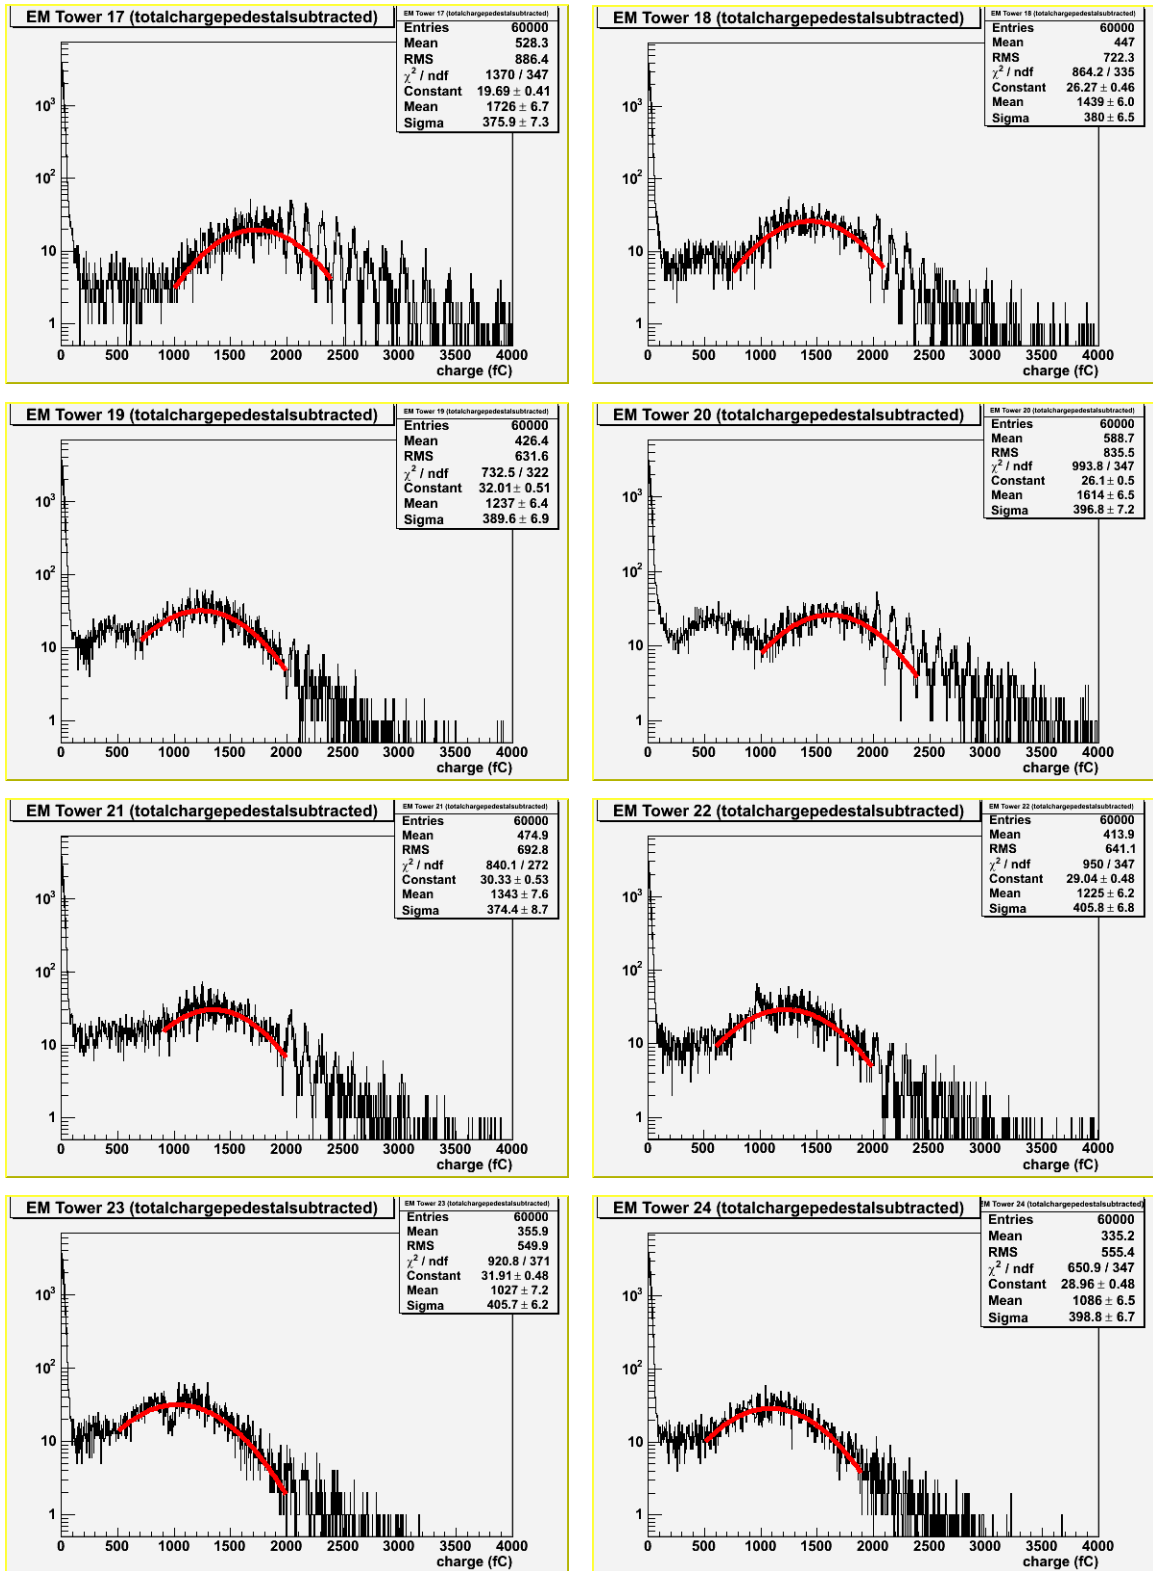 EM Tower 17 (totalchargepedestalsubtracted)
EM Tower 17 (totalchargepedestalsubtracted)
Entries 60000
Mean 528.3
RMS 886.4
χ² / ndf 1370 / 347
Constant 19.69 ± 0.41
Mean 1726 ± 6.7
Sigma 375.9 ± 7.3
10³
10²
10
1
0 500 1000 1500 2000 2500 3000 3500 4000
charge (fC)
EM Tower 18 (totalchargepedestalsubtracted)
EM Tower 18 (totalchargepedestalsubtracted)
Entries 60000
Mean 447
RMS 722.3
χ² / ndf 864.2 / 335
Constant 26.27 ± 0.46
Mean 1439 ± 6.0
Sigma 380 ± 6.5
10³
10²
10
1
0 500 1000 1500 2000 2500 3000 3500 4000
charge (fC)
EM Tower 19 (totalchargepedestalsubtracted)
EM Tower 19 (totalchargepedestalsubtracted)
Entries 60000
Mean 426.4
RMS 631.6
χ² / ndf 732.5 / 322
Constant 32.01 ± 0.51
Mean 1237 ± 6.4
Sigma 389.6 ± 6.9
10³
10²
10
1
0 500 1000 1500 2000 2500 3000 3500 4000
charge (fC)
EM Tower 20 (totalchargepedestalsubtracted)
EM Tower 20 (totalchargepedestalsubtracted)
Entries 60000
Mean 588.7
RMS 835.5
χ² / ndf 993.8 / 347
Constant 26.1 ± 0.5
Mean 1614 ± 6.5
Sigma 396.8 ± 7.2
10³
10²
10
1
0 500 1000 1500 2000 2500 3000 3500 4000
charge (fC)
EM Tower 21 (totalchargepedestalsubtracted)
EM Tower 21 (totalchargepedestalsubtracted)
Entries 60000
Mean 474.9
RMS 692.8
χ² / ndf 840.1 / 272
Constant 30.33 ± 0.53
Mean 1343 ± 7.6
Sigma 374.4 ± 8.7
10³
10²
10
1
0 500 1000 1500 2000 2500 3000 3500 4000
charge (fC)
EM Tower 22 (totalchargepedestalsubtracted)
EM Tower 22 (totalchargepedestalsubtracted)
Entries 60000
Mean 413.9
RMS 641.1
χ² / ndf 950 / 347
Constant 29.04 ± 0.48
Mean 1225 ± 6.2
Sigma 405.8 ± 6.8
10³
10²
10
1
0 500 1000 1500 2000 2500 3000 3500 4000
charge (fC)
EM Tower 23 (totalchargepedestalsubtracted)
EM Tower 23 (totalchargepedestalsubtracted)
Entries 60000
Mean 355.9
RMS 549.9
χ² / ndf 920.8 / 371
Constant 31.91 ± 0.48
Mean 1027 ± 7.2
Sigma 405.7 ± 6.2
10³
10²
10
1
0 500 1000 1500 2000 2500 3000 3500 4000
charge (fC)
EM Tower 24 (totalchargepedestalsubtracted)
EM Tower 24 (totalchargepedestalsubtracted)
Entries 60000
Mean 335.2
RMS 555.4
χ² / ndf 650.9 / 347
Constant 28.96 ± 0.48
Mean 1086 ± 6.5
Sigma 398.8 ± 6.7
10³
10²
10
1
0 500 1000 1500 2000 2500 3000 3500 4000
charge (fC)